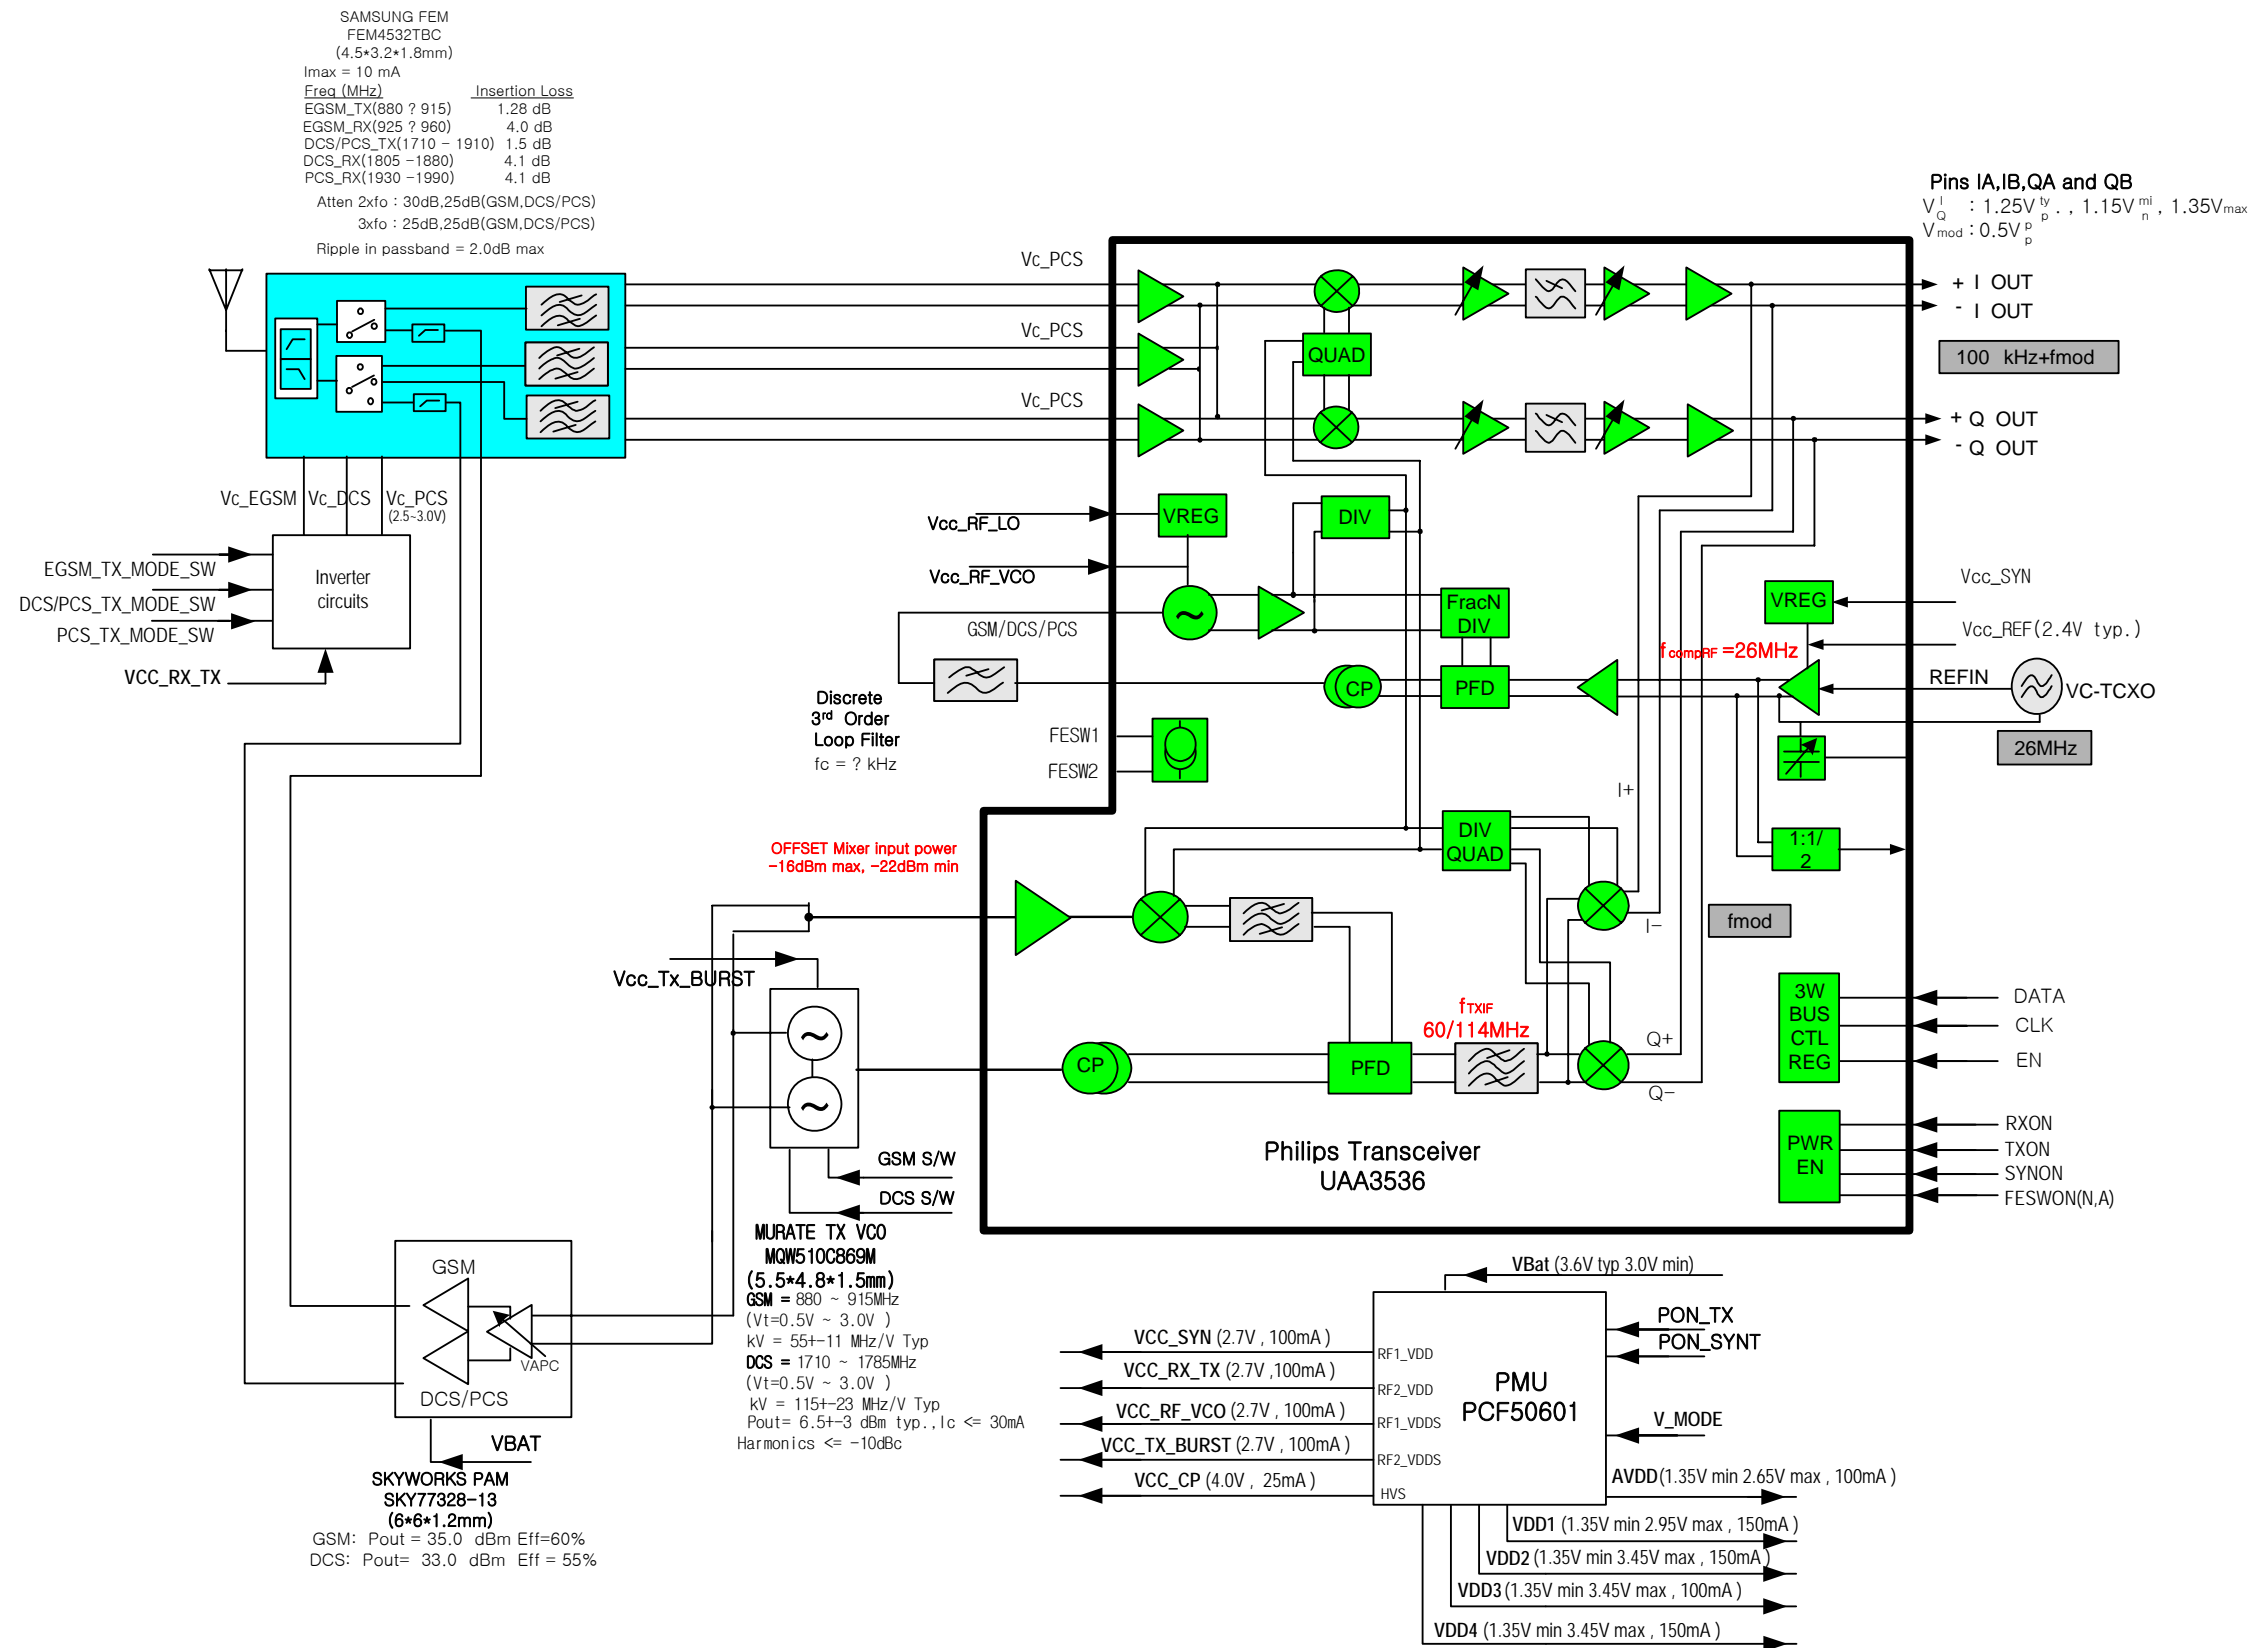 SAMSUNG FEM
FEM4532TBC
(4.5*3.2*1.8mm)
Imax = 10 mA
Freq (MHz) Insertion Loss
EGSM_TX(880 ? 915) 1.28 dB
EGSM_RX(925 ? 960) 4.0 dB
DCS/PCS_TX(1710 - 1910) 1.5 dB
DCS_RX(1805 -1880) 4.1 dB
PCS_RX(1930 -1990) 4.1 dB
Atten 2xfo : 30dB,25dB(GSM,DCS/PCS)
3xfo : 25dB,25dB(GSM,DCS/PCS)
Ripple in passband = 2.0dB max
Pins IA,IB,QA and QB
V I Q : 1.25V ty p . , 1.15V mi n , 1.35Vmax
Vmod : 0.5V p p
Vc_PCS
Vc_PCS
Vc_PCS
QUAD
+ I OUT
- I OUT
100 kHz+fmod
+ Q OUT
- Q OUT
Vc_EGSM
Vc_DCS
Vc_PCS
(2.5~3.0V)
EGSM_TX_MODE_SW
DCS/PCS_TX_MODE_SW
PCS_TX_MODE_SW
Inverter
circuits
VCC_RX_TX
Vcc_RF_LO
Vcc_RF_VCO
VREG
DIV
GSM/DCS/PCS
FracN
DIV
CP
PFD
fcompRF =26MHz
VREG
Vcc_SYN
Vcc_REF(2.4V typ.)
REFIN
VC-TCXO
26MHz
Discrete
3rd Order
Loop Filter
fc = ? kHz
FESW1
FESW2
I+
DIV
QUAD
1:1/
2
OFFSET Mixer input power
-16dBm max, -22dBm min
fmod
I-
Vcc_Tx_BURST
fTXIF
60/114MHz
CP
PFD
Q+
Q-
3W
BUS
CTL
REG
DATA
CLK
EN
PWR
EN
RXON
TXON
SYNON
FESWON(N,A)
Philips Transceiver
UAA3536
GSM S/W
DCS S/W
MURATE TX VCO
MQW510C869M
(5.5*4.8*1.5mm)
GSM = 880 ~ 915MHz
(Vt=0.5V ~ 3.0V )
kV = 55+-11 MHz/V Typ
DCS = 1710 ~ 1785MHz
(Vt=0.5V ~ 3.0V )
kV = 115+-23 MHz/V Typ
Pout= 6.5+-3 dBm typ.,Ic <= 30mA
Harmonics <= -10dBc
GSM
VAPC
DCS/PCS
VBAT
SKYWORKS PAM
SKY77328-13
(6*6*1.2mm)
GSM: Pout = 35.0 dBm Eff=60%
DCS: Pout= 33.0 dBm Eff = 55%
VBat (3.6V typ 3.0V min)
PMU
PCF50601
RF1_VDD
RF2_VDD
RF1_VDDS
RF2_VDDS
HVS
VCC_SYN (2.7V , 100mA )
VCC_RX_TX (2.7V ,100mA )
VCC_RF_VCO (2.7V , 100mA )
VCC_TX_BURST (2.7V , 100mA )
VCC_CP (4.0V , 25mA )
PON_TX
PON_SYNT
V_MODE
AVDD(1.35V min 2.65V max , 100mA )
VDD1 (1.35V min 2.95V max , 150mA )
VDD2 (1.35V min 3.45V max , 150mA )
VDD3 (1.35V min 3.45V max , 100mA )
VDD4 (1.35V min 3.45V max , 150mA )